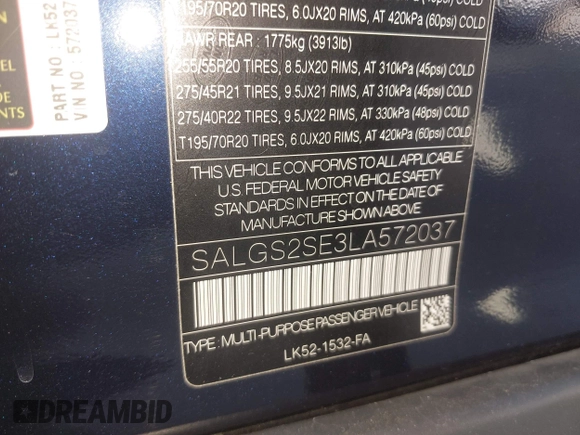 T195/70R20 TIRES, 6.0JX20 RIMS, AT 420kPa (60psi) COLD
GAWR REAR : 1775kg (3913lb)
255/55R20 TIRES, 8.5JX20 RIMS, AT 310kPa (45psi) COLD
275/45R21 TIRES, 9.5JX21 RIMS, AT 310kPa (45psi) COLD
275/40R22 TIRES, 9.5JX22 RIMS, AT 330kPa (48psi) COLD
T195/70R20 TIRES, 6.0JX20 RIMS, AT 420kPa (60psi) COLD
THIS VEHICLE CONFORMS TO ALL APPLICABLE
U.S. FEDERAL MOTOR VEHICLE SAFETY
STANDARDS IN EFFECT ON THE DATE OF
MANUFACTURE SHOWN ABOVE
SALGS2SE3LA572037
TYPE: MULTI-PURPOSE PASSENGER VEHICLE
LK52-1532-FA
PART NO : LK52
VIN NO : 572037
DREAMBID